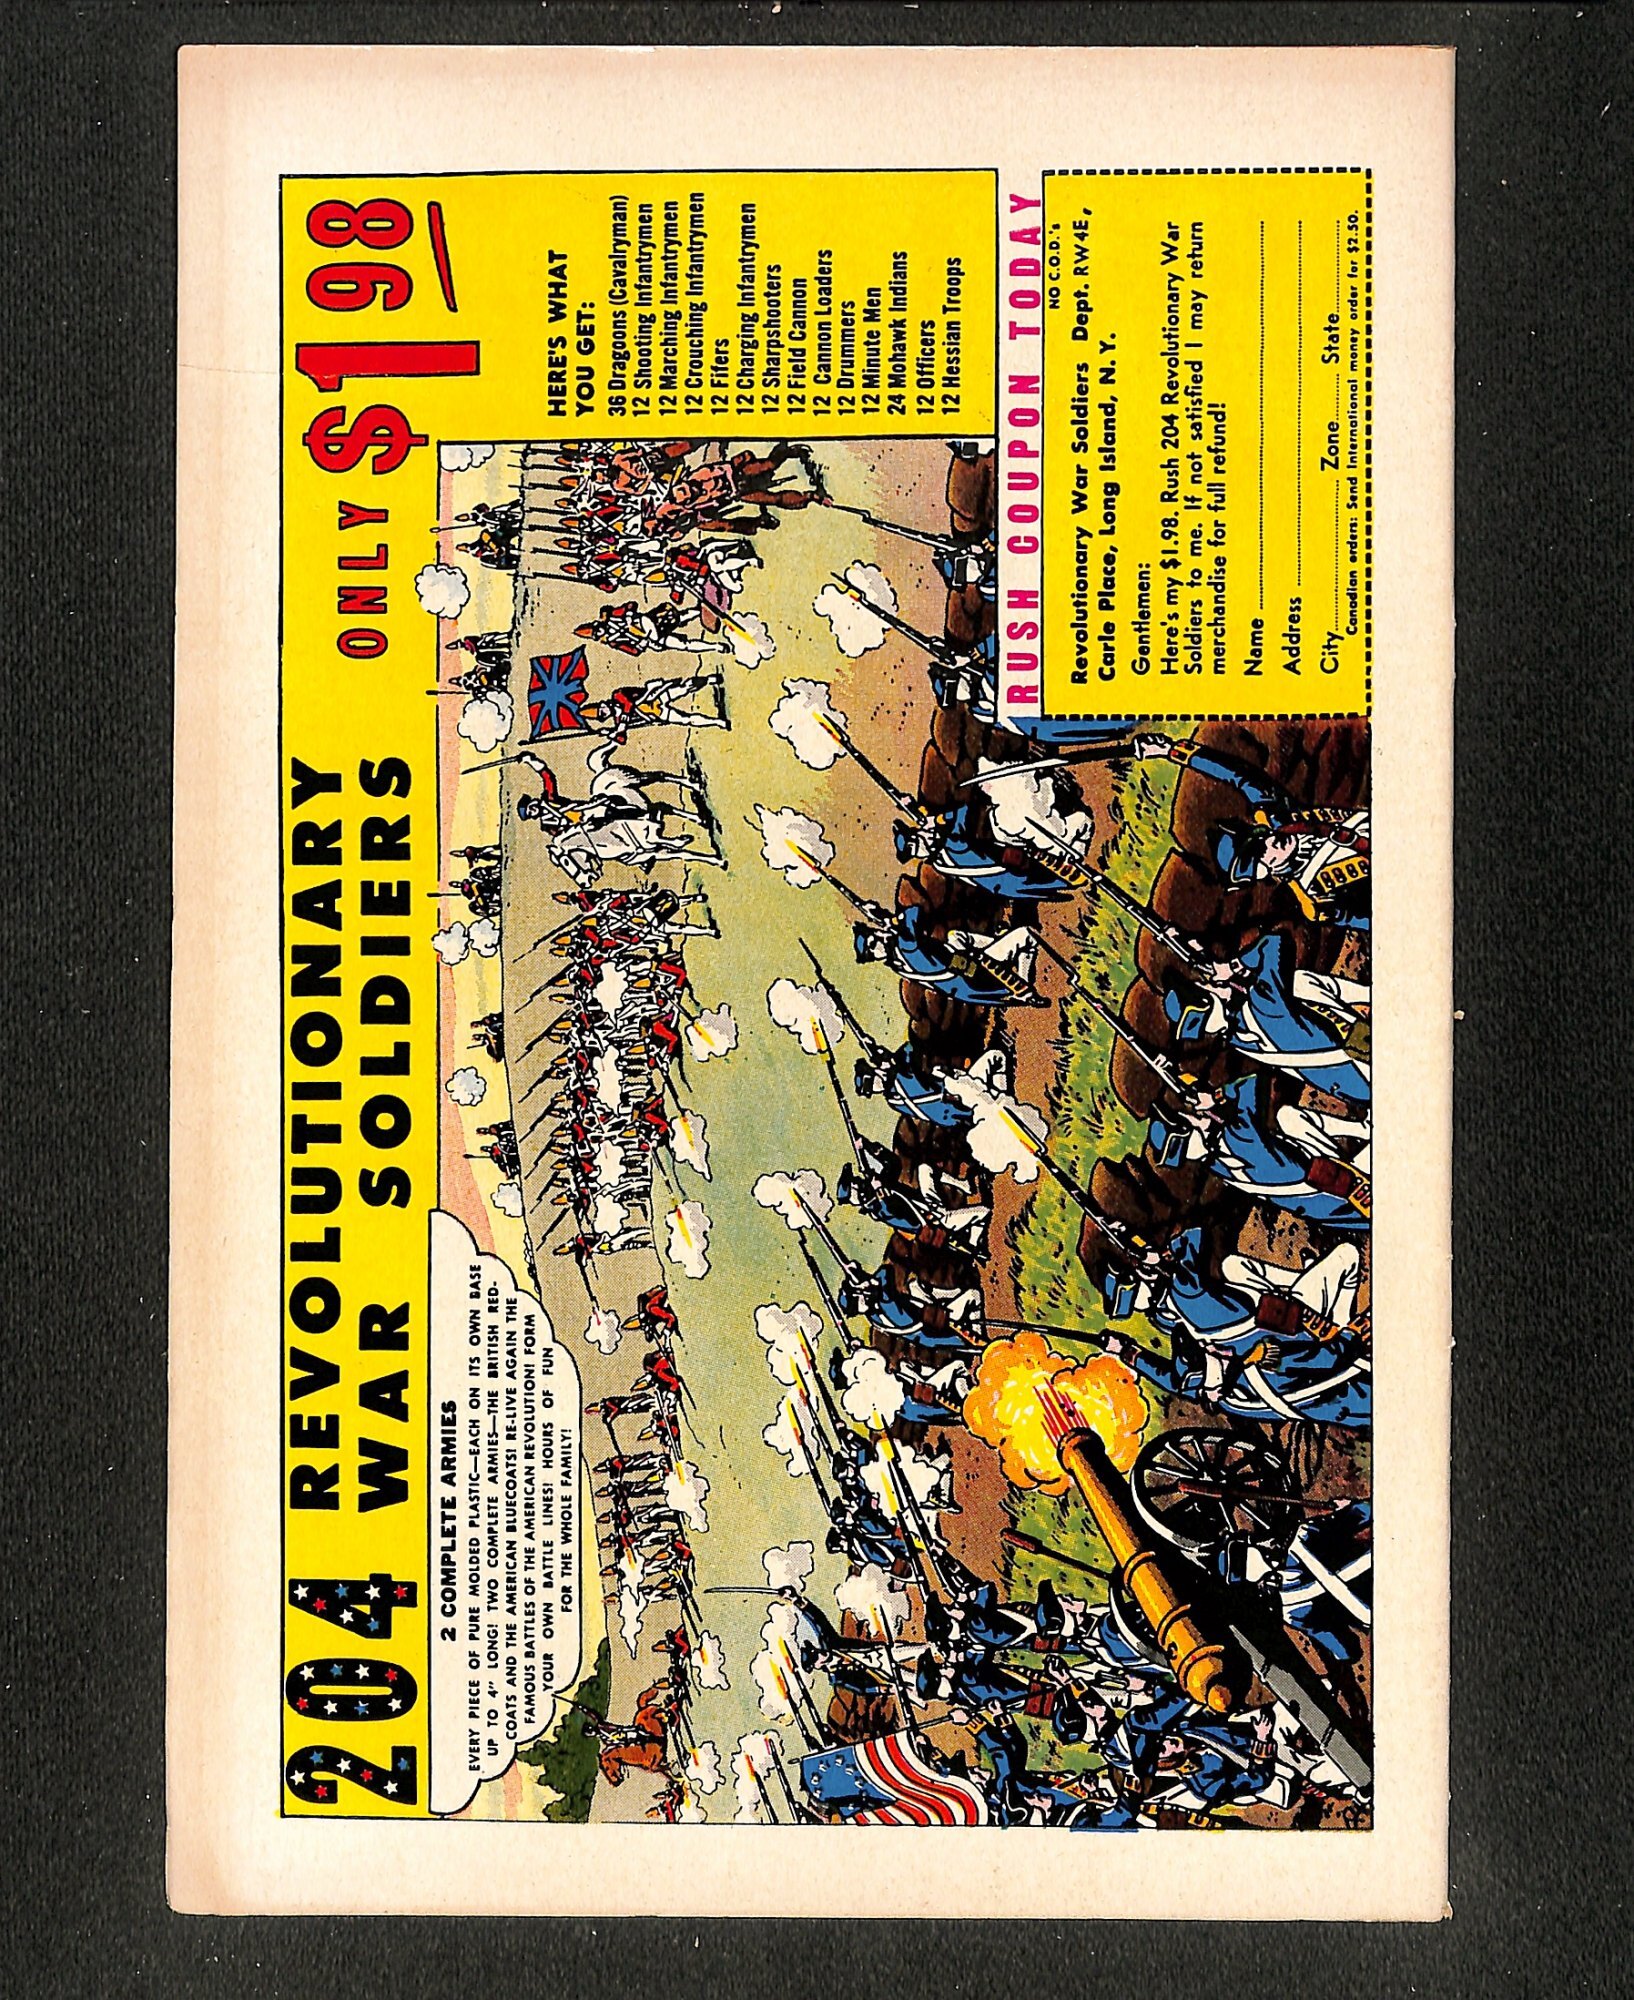 204 REVOLUTIONARY
WAR SOLDIERS ONLY $198
2 COMPLETE ARMIES
EVERY PIECE OF PURE MOLDED PLASTIC—EACH ON ITS OWN BASE
UP TO 4" LONG! TWO COMPLETE ARMIES—THE BRITISH RED-
COATS AND THE AMERICAN BLUECOATS! RE-LIVE AGAIN THE
FAMOUS BATTLES OF THE AMERICAN REVOLUTION! FORM
YOUR OWN BATTLE LINES! HOURS OF FUN
FOR THE WHOLE FAMILY!
HERE'S WHAT
YOU GET:
36 Dragoons (Cavalryman)
12 Shooting Infantrymen
12 Marching Infantrymen
12 Crouching Infantrymen
12 Fifers
12 Charging Infantrymen
12 Sharpshooters
12 Field Cannon
12 Cannon Loaders
12 Drummers
12 Minute Men
24 Mohawk Indians
12 Officers
12 Hessian Troops
RUSH COUPON TODAY
NO C.O.D.'s
Revolutionary War Soldiers Dept. RW4E,
Carle Place, Long Island, N.Y.
Gentlemen:
Here's my $1.98. Rush 204 Revolutionary War
Soldiers to me. If not satisfied I may return
merchandise for full refund!
Name
Address
City Zone State
Canadian orders: Send International money order for $2.50.